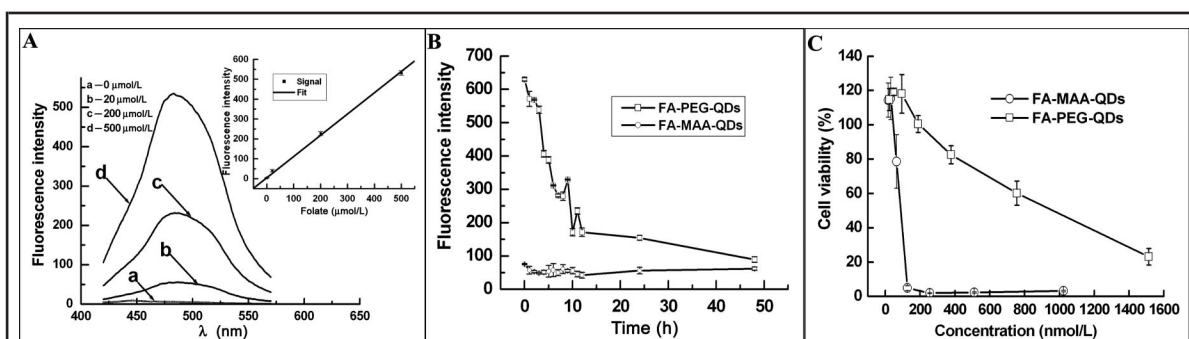 A
a – 0 μmol/L
b – 20 μmol/L
c – 200 μmol/L
d – 500 μmol/L
Fluorescence intensity
500
400
300
200
100
0
400 450 500 550 600
λ (nm)
d
c
b
a
Fluorescence intensity
600
500
400
300
200
100
0
Signal
Fit
0 100 200 300 400 500
Folate (μmol/L)
B
Fluorescence intensity
700
600
500
400
300
200
100
0
FA-PEG-QDs
FA-MAA-QDs
0 10 20 30 40 50
Time (h)
C
Cell viability (%)
140
120
100
80
60
40
20
0
FA-MAA-QDs
FA-PEG-QDs
0 200 400 600 800 1000 1200 1400 1600
Concentration (nmol/L)